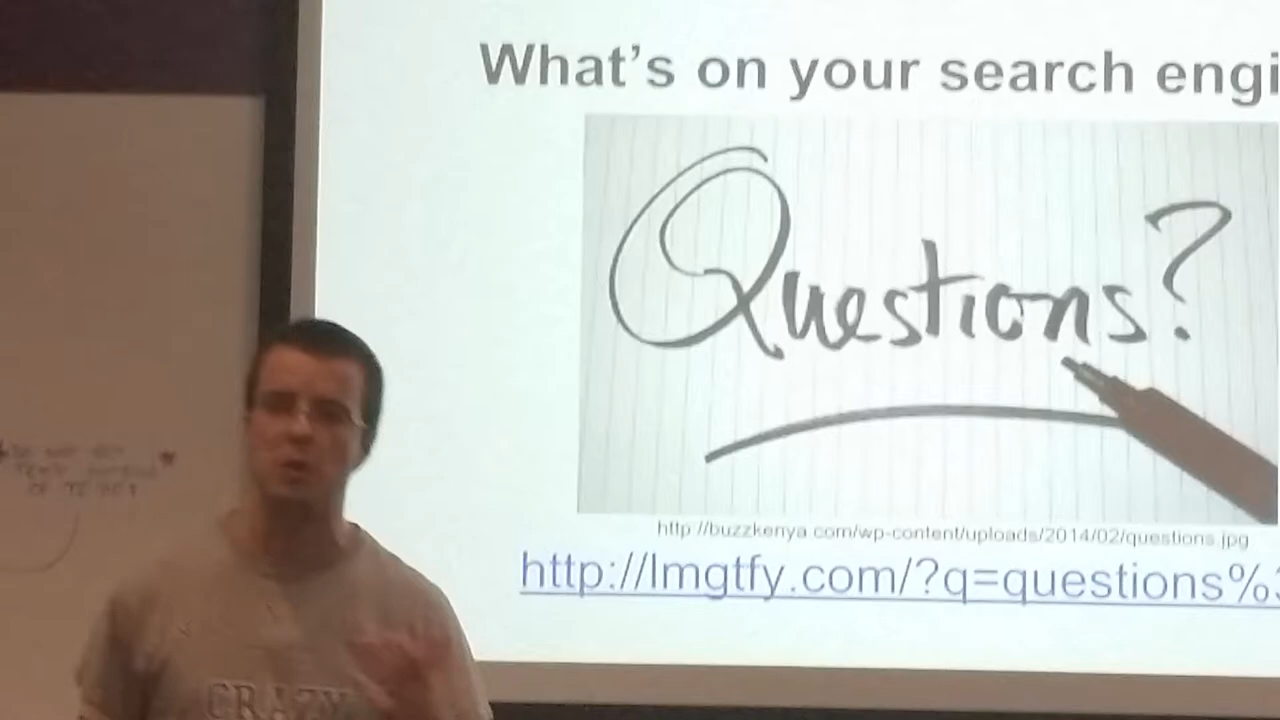 What's on your search engi
Questions?
http://buzzkenya.com/wp-content/uploads/2014/02/questions.jpg
http://lmgtfy.com/?q=questions%3
CRAZY